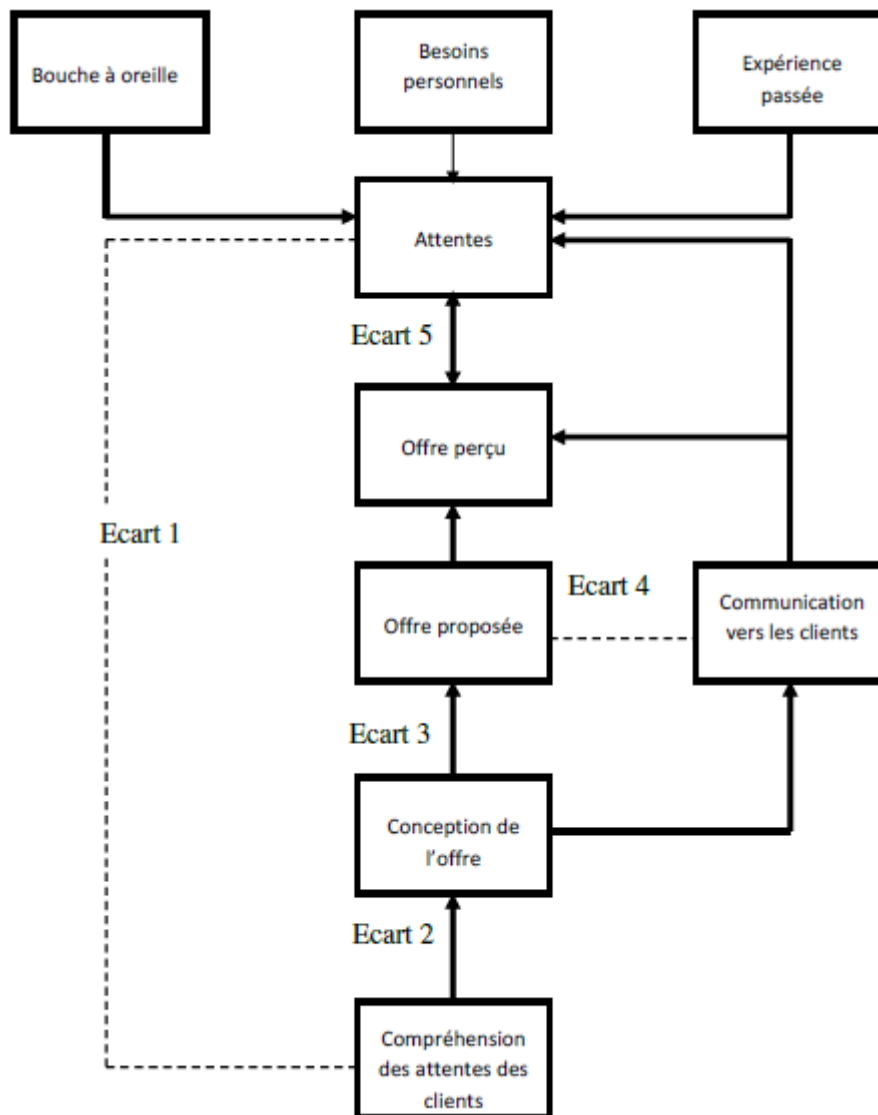 Bouche à oreille
Besoins
personnels
Expérience
passée
Attentes
Ecart 5
Offre perçu
Ecart 1
Offre proposée
Ecart 4
Communication
vers les clients
Ecart 3
Conception de
l'offre
Ecart 2
Compréhension
des attentes des
clients